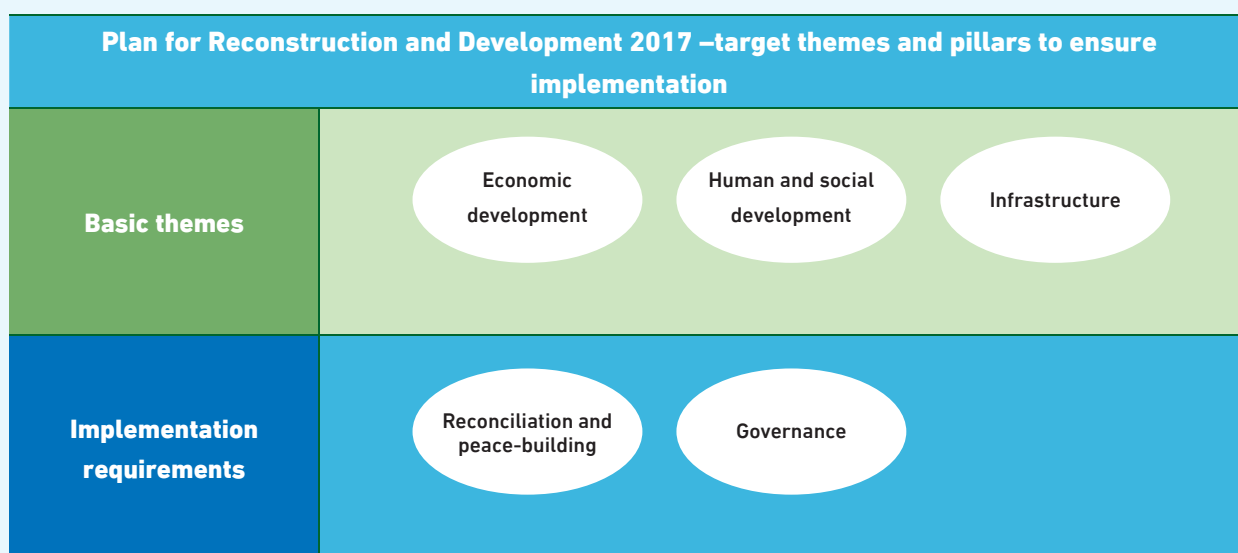 Plan for Reconstruction and Development 2017 –target themes and pillars to ensure
implementation
Basic themes
Economic
development
Human and social
development
Infrastructure
Implementation
requirements
Reconciliation and
peace-building
Governance